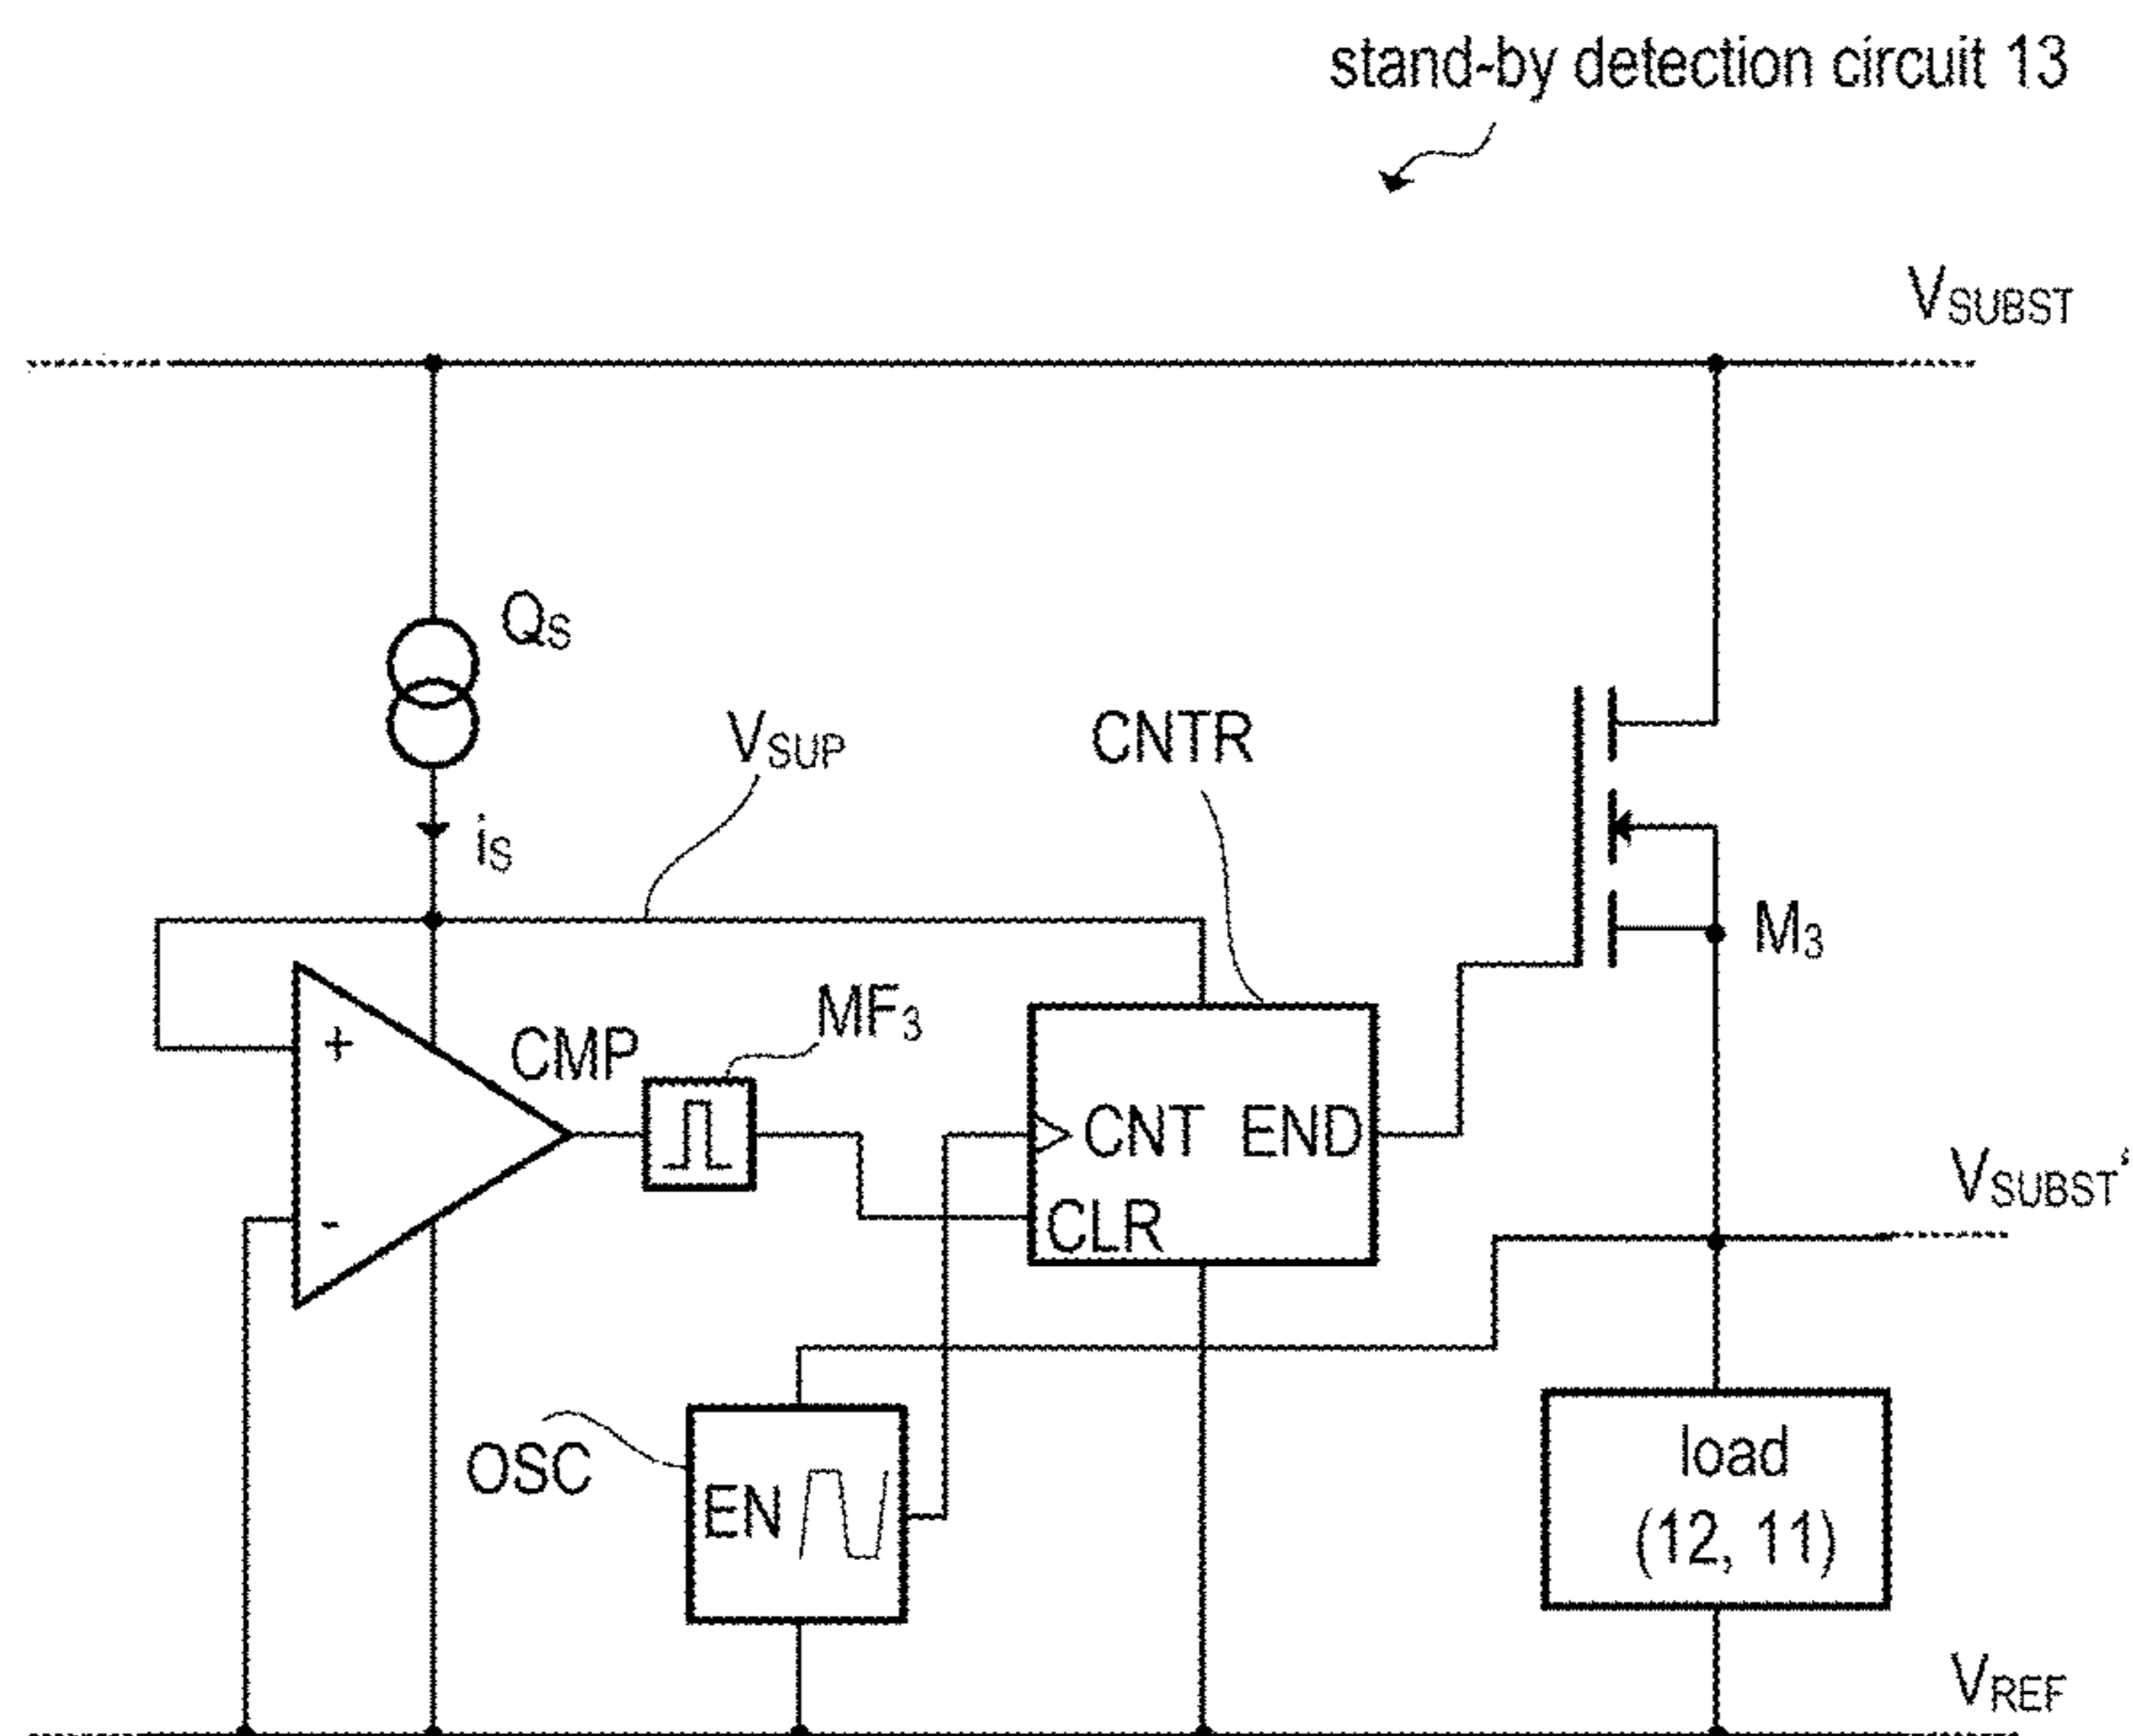 stand-by detection circuit 13
VSUBST
QS
VSUP
CNTR
iS
M3
MF3
+
CMP
CNT END
VSUBST'
-
CLR
OSC
EN
load
(12, 11)
VREF